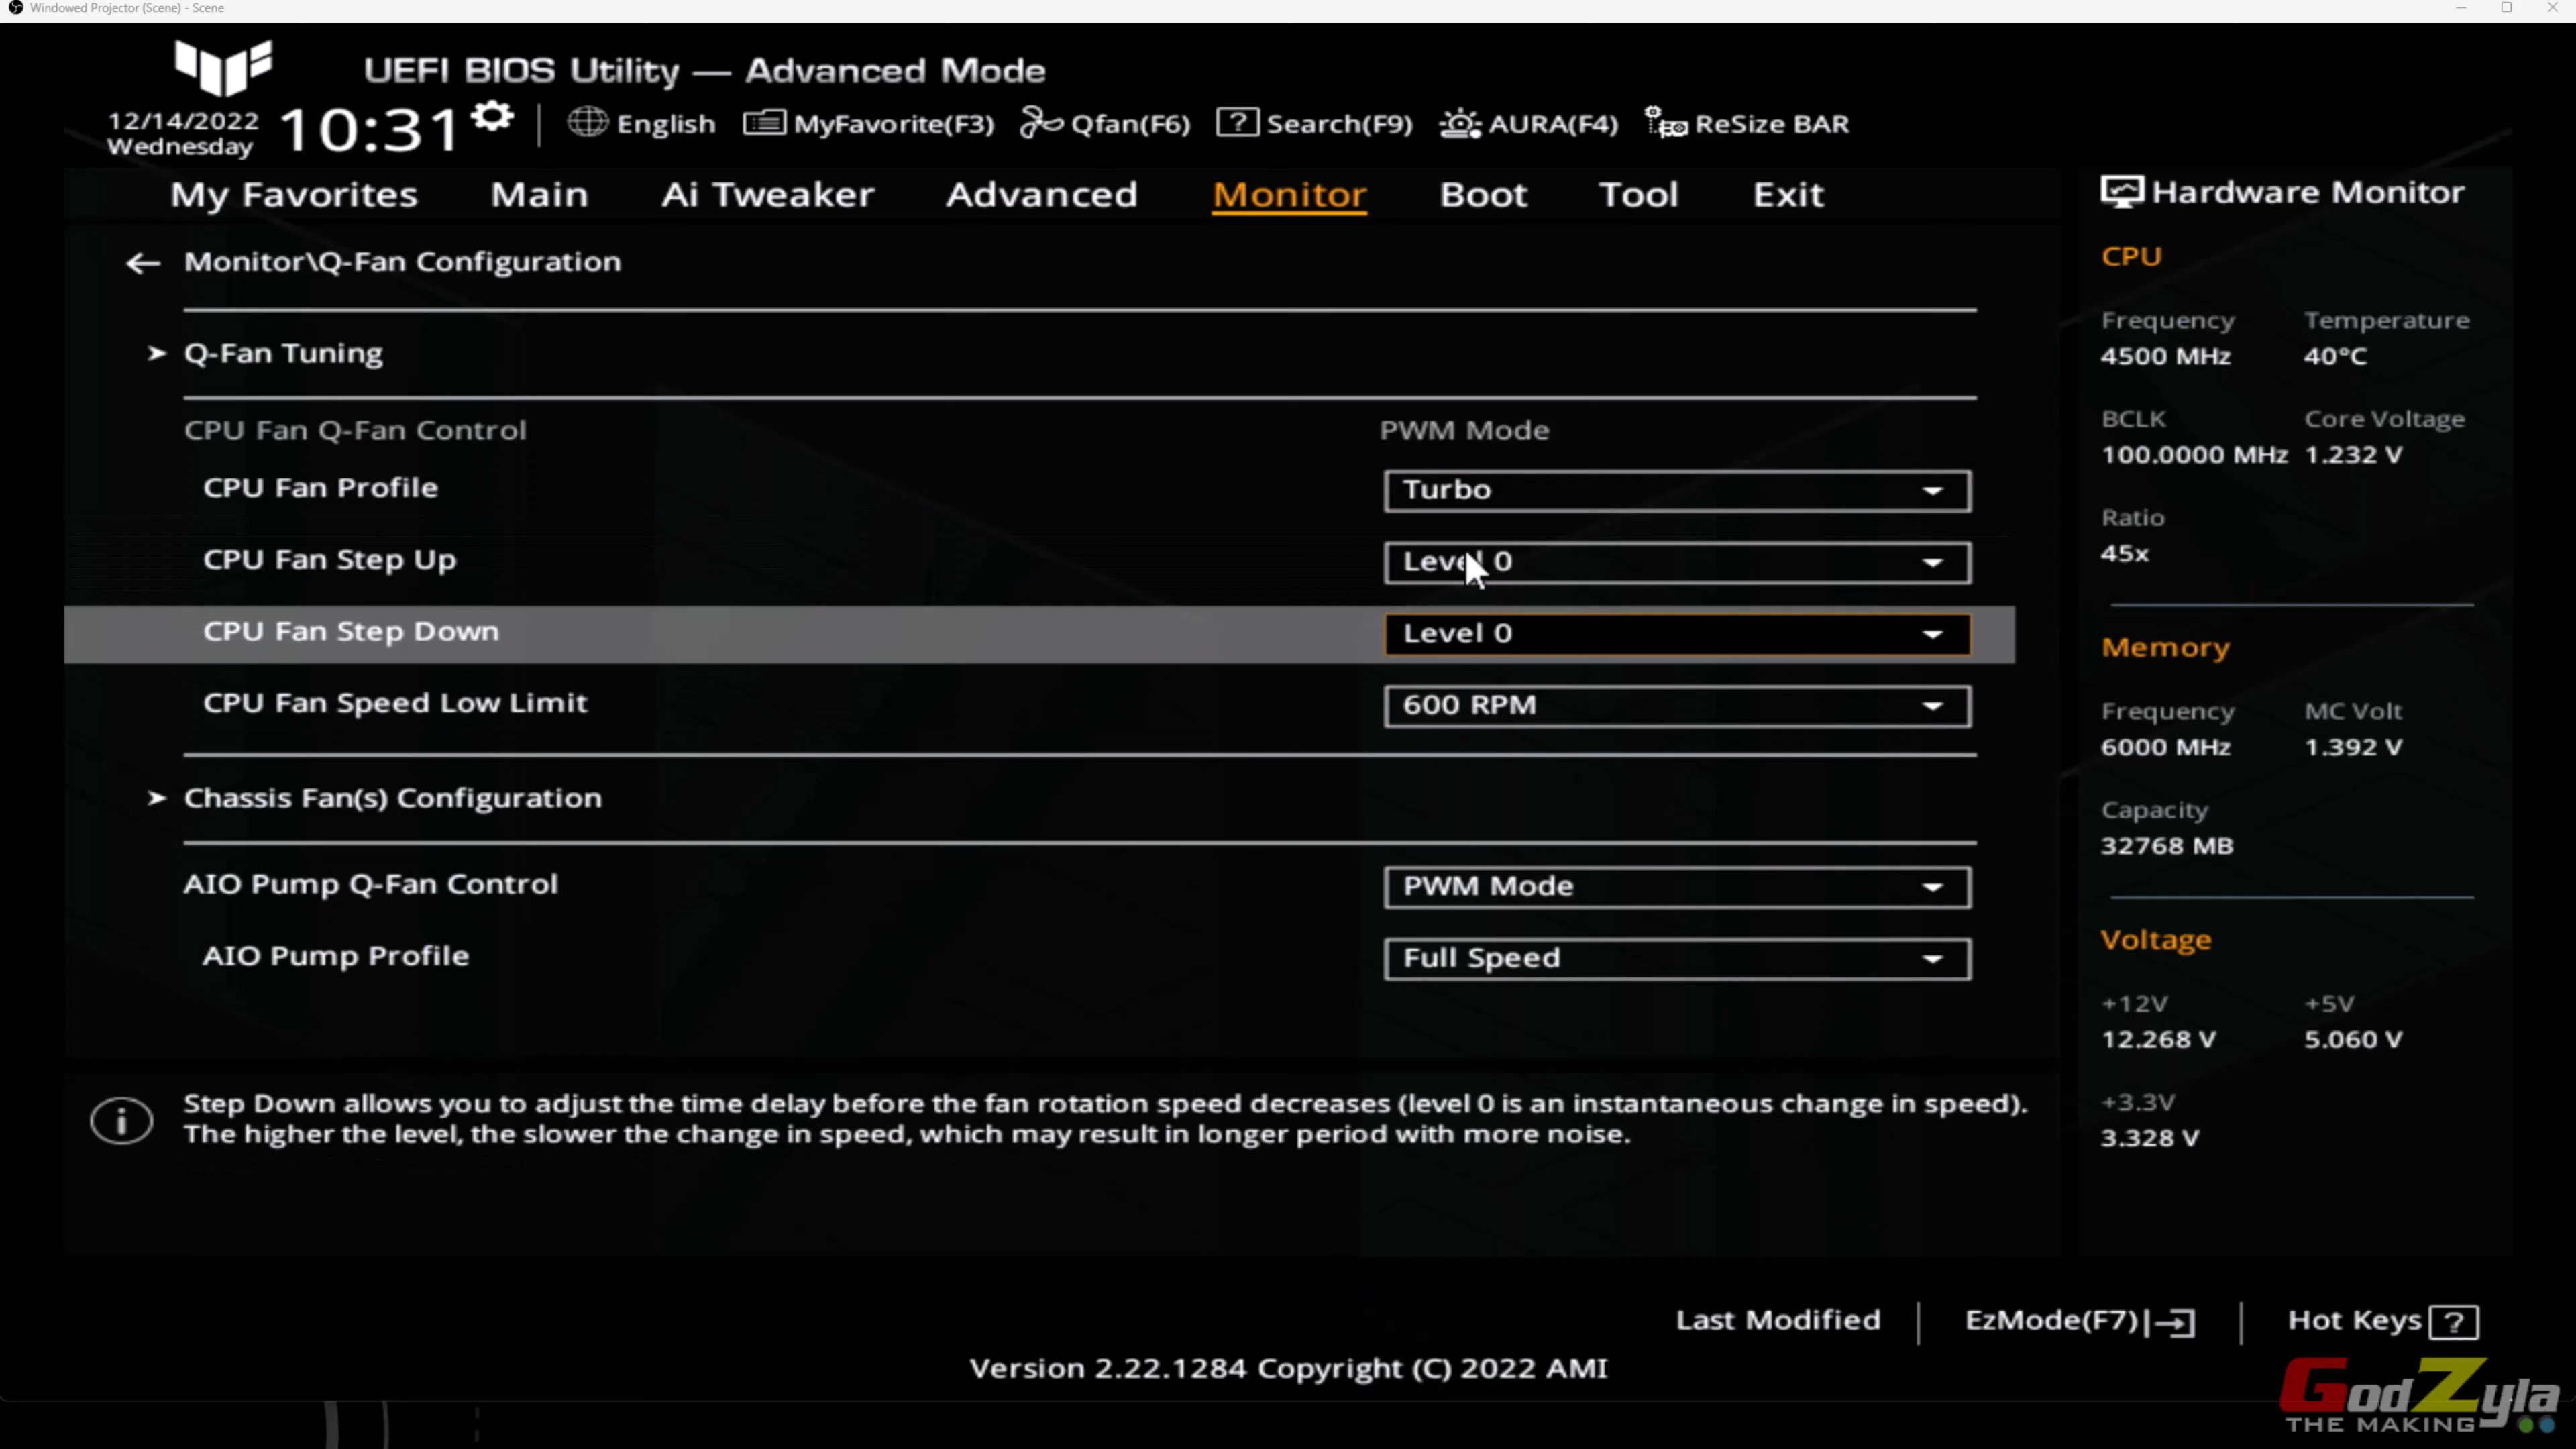 Windowed Projector (Scene) - Scene
UEFI BIOS Utility — Advanced Mode
12/14/2022
Wednesday
10:31
English
MyFavorite(F3)
Qfan(F6)
? Search(F9)
AURA(F4)
ReSize BAR
My Favorites
Main
Ai Tweaker
Advanced
Monitor
Boot
Tool
Exit
Monitor\Q-Fan Configuration
Q-Fan Tuning
CPU Fan Q-Fan Control
PWM Mode
CPU Fan Profile
Turbo
CPU Fan Step Up
Level 0
CPU Fan Step Down
Level 0
CPU Fan Speed Low Limit
600 RPM
Chassis Fan(s) Configuration
AIO Pump Q-Fan Control
PWM Mode
AIO Pump Profile
Full Speed
i
Step Down allows you to adjust the time delay before the fan rotation speed decreases (level 0 is an instantaneous change in speed).
The higher the level, the slower the change in speed, which may result in longer period with more noise.
Hardware Monitor
CPU
Frequency
Temperature
4500 MHz
40°C
BCLK
Core Voltage
100.0000 MHz
1.232 V
Ratio
45x
Memory
Frequency
MC Volt
6000 MHz
1.392 V
Capacity
32768 MB
Voltage
+12V
+5V
12.268 V
5.060 V
+3.3V
3.328 V
Last Modified
EzMode(F7)
Hot Keys ?
Version 2.22.1284 Copyright (C) 2022 AMI
GodZyla
THE MAKING